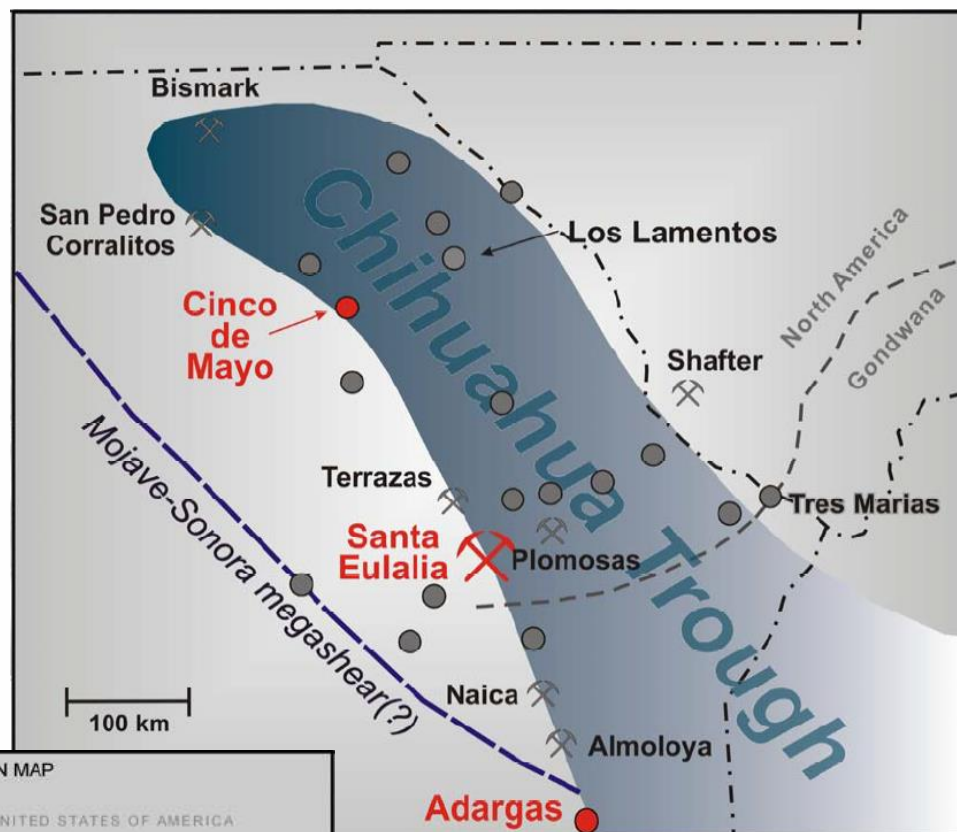 Bismark
San Pedro
Corralitos
Chihuahua Trough
Los Lamentos
North America
Gondwana
Cinco
de
Mayo
Shafter
Mojave-Sonora megashear(?)
Terrazas
Tres Marias
Santa
Eulalia
Plomosas
Naica
100 km
Almoloya
Adargas
N MAP
NITED STATES OF AMERICA